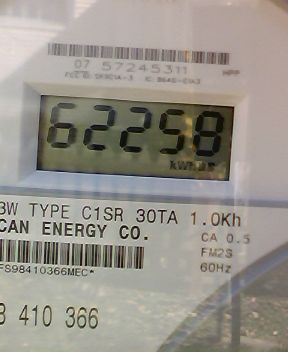 07 57245311
62258
kWh
3W TYPE C1SR 30TA 1.0Kh
CAN ENERGY CO.
CA 0.5
FM2S
60Hz
FS98410366MEC*
410 366